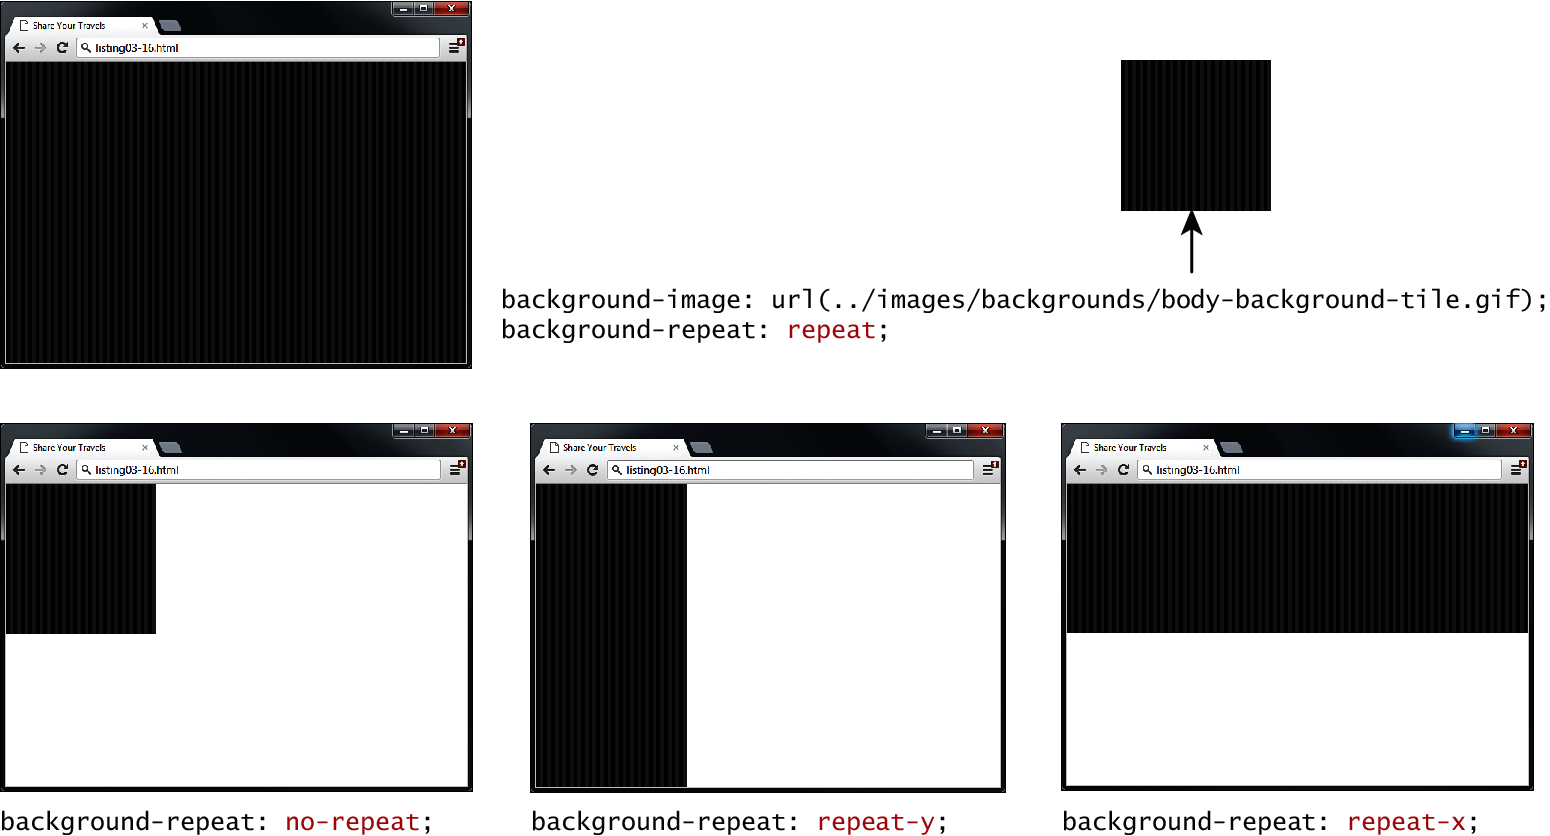 Share Your Travels
listing03-16.html
background-image: url(../images/backgrounds/body-background-tile.gif);
background-repeat: repeat;
Share Your Travels
listing03-16.html
background-repeat: no-repeat;
Share Your Travels
listing03-16.html
background-repeat: repeat-y;
Share Your Travels
listing03-16.html
background-repeat: repeat-x;